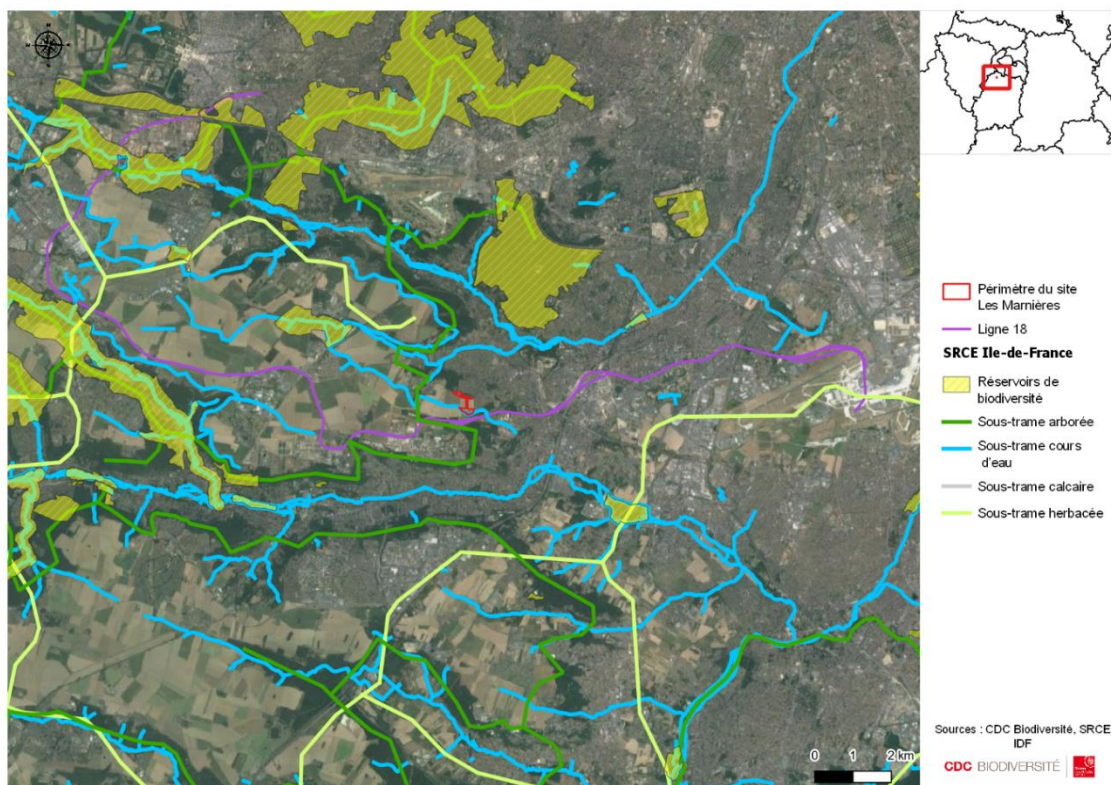 Périmètre du site
Les Marnières
Ligne 18
SRCE Ile-de-France
Réservoirs de
biodiversité
Sous-trame arborée
Sous-trame cours
d'eau
Sous-trame calcaire
Sous-trame herbacée
0 1 2 km
Sources : CDC Biodiversité, SRCE
IDF
CDC BIODIVERSITÉ